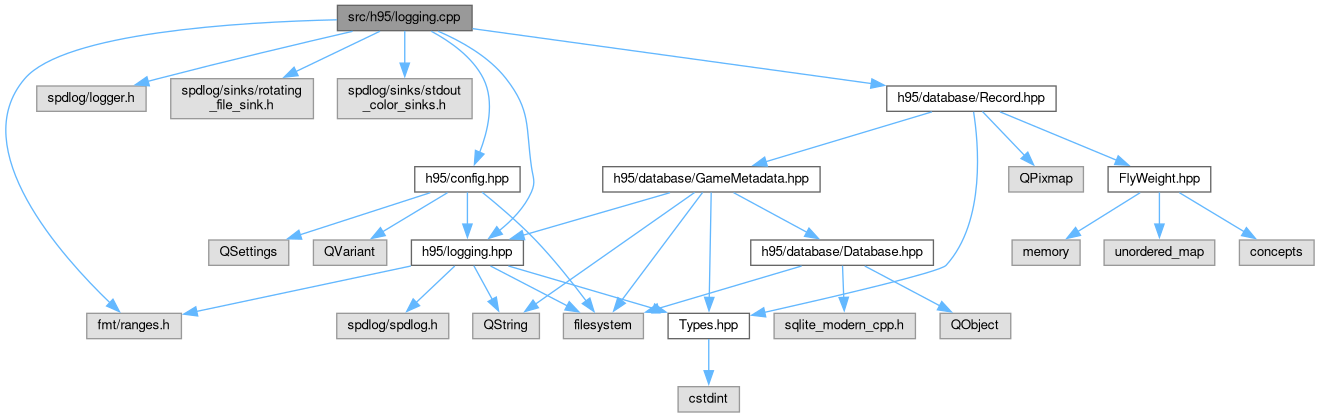 src/h95/logging.cpp
spdlog/logger.h
spdlog/sinks/rotating
_file_sink.h
spdlog/sinks/stdout
_color_sinks.h
h95/database/Record.hpp
h95/config.hpp
h95/database/GameMetadata.hpp
QPixmap
FlyWeight.hpp
QSettings
QVariant
h95/logging.hpp
h95/database/Database.hpp
memory
unordered_map
concepts
fmt/ranges.h
spdlog/spdlog.h
QString
filesystem
Types.hpp
sqlite_modern_cpp.h
QObject
cstdint